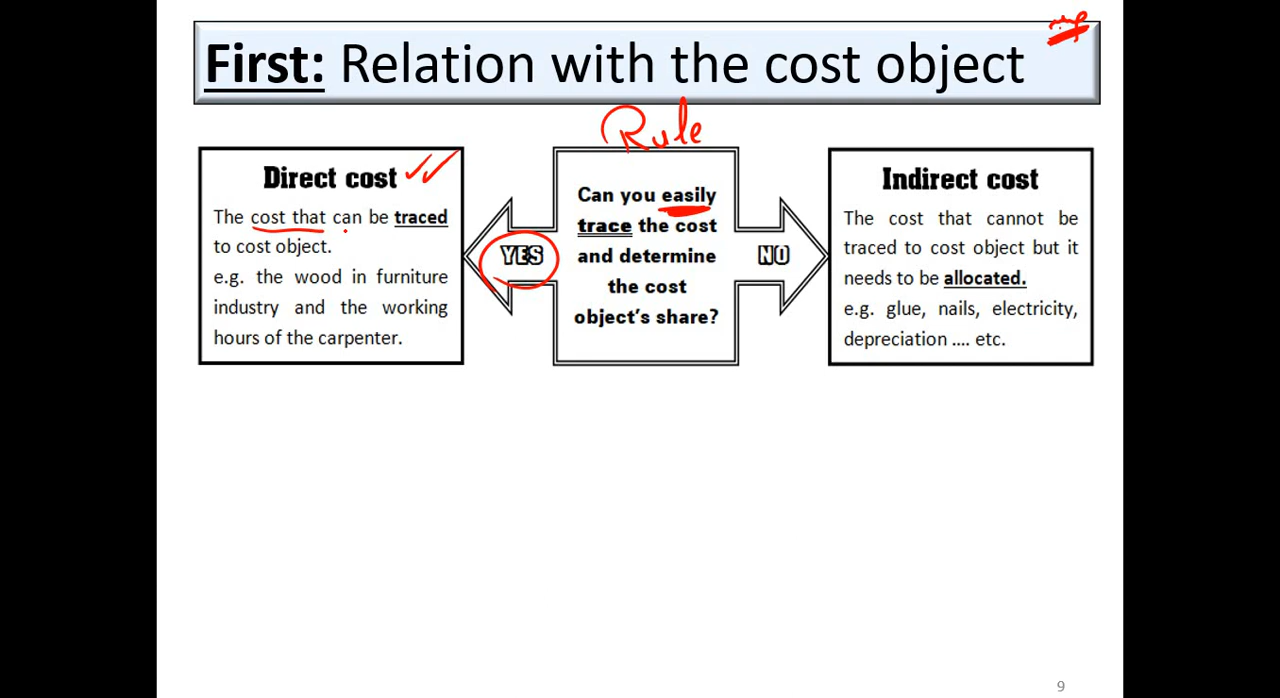 First: Relation with the cost object
Rule
Direct cost
The cost that can be traced
to cost object.
e.g. the wood in furniture
industry and the working
hours of the carpenter.
YES
Can you easily
trace the cost
and determine
the cost
object's share?
NO
Indirect cost
The cost that cannot be
traced to cost object but it
needs to be allocated.
e.g. glue, nails, electricity,
depreciation .... etc.
9